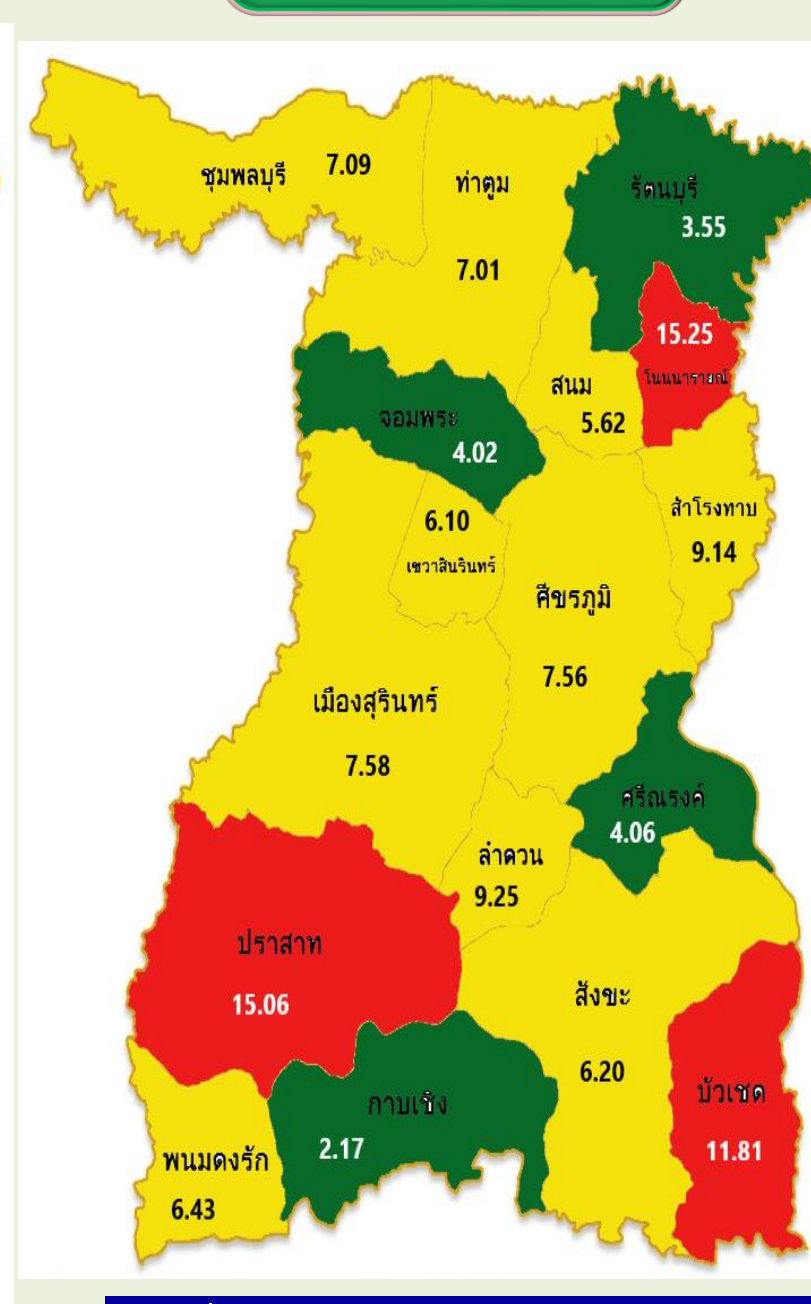 ชุมพลบุรี 7.09
ท่าตูม
7.01
รัตนบุรี
3.55
15.25
โนนนารายณ์
สนม
5.62
จอมพระ
4.02
สำโรงทาบ
9.14
6.10
เขวาสินรินทร์
ศีขรภูมิ
7.56
เมืองสุรินทร์
7.58
ศรีณรงค์
4.06
ลำดวน
9.25
ปราสาท
15.06
สังขะ
6.20
บัวเชด
11.81
กาบเชิง
2.17
พนมดงรัก
6.43